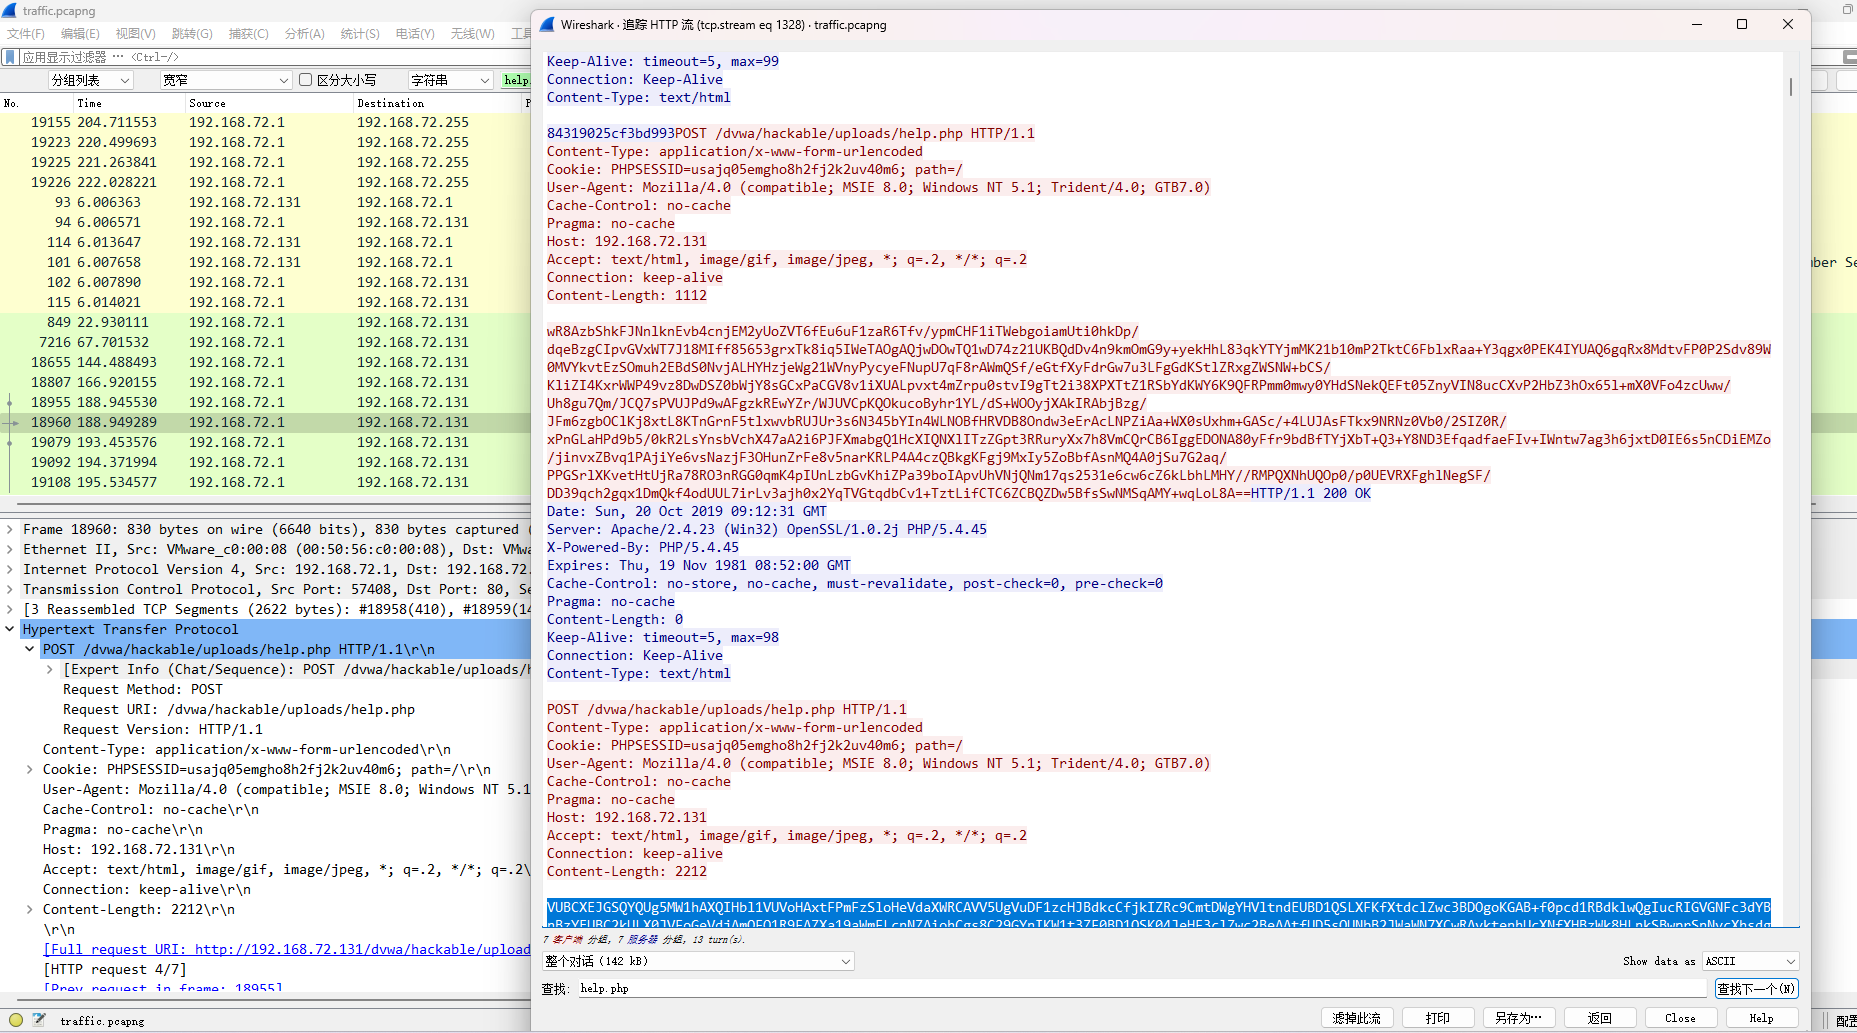 traffic.pcapng
文件(F) 编辑(E) 视图(V) 跳转(G) 捕获(C) 分析(A) 统计(S) 电话(Y) 无线(W)
应用显示过滤器 … <Ctrl-/>
分组列表 宽窄 区分大小写 字符串 help.
No. Time Source Destination
19155 204.711553 192.168.72.1 192.168.72.255
19223 220.499693 192.168.72.1 192.168.72.255
19225 221.263841 192.168.72.1 192.168.72.255
19226 222.028221 192.168.72.1 192.168.72.255
93 6.006363 192.168.72.131 192.168.72.1
94 6.006571 192.168.72.1 192.168.72.131
114 6.013647 192.168.72.131 192.168.72.1
101 6.007658 192.168.72.131 192.168.72.1
102 6.007890 192.168.72.1 192.168.72.131
115 6.014021 192.168.72.1 192.168.72.131
849 22.930111 192.168.72.1 192.168.72.131
7216 67.701532 192.168.72.1 192.168.72.131
18655 144.488493 192.168.72.1 192.168.72.131
18807 166.920155 192.168.72.1 192.168.72.131
18955 188.945530 192.168.72.1 192.168.72.131
18960 188.949289 192.168.72.1 192.168.72.131
19079 193.453576 192.168.72.1 192.168.72.131
19092 194.371994 192.168.72.1 192.168.72.131
19108 195.534577 192.168.72.1 192.168.72.131
Frame 18960: 830 bytes on wire (6640 bits), 830 bytes captured (
Ethernet II, Src: VMware_c0:00:08 (00:50:56:c0:00:08), Dst: VMwa
Internet Protocol Version 4, Src: 192.168.72.1, Dst: 192.168.72.
Transmission Control Protocol, Src Port: 57408, Dst Port: 80, Se
[3 Reassembled TCP Segments (2622 bytes): #18958(410), #18959(14
Hypertext Transfer Protocol
POST /dvwa/hackable/uploads/help.php HTTP/1.1\r\n
[Expert Info (Chat/Sequence): POST /dvwa/hackable/uploads/h
Request Method: POST
Request URI: /dvwa/hackable/uploads/help.php
Request Version: HTTP/1.1
Content-Type: application/x-www-form-urlencoded\r\n
Cookie: PHPSESSID=usajq05emgho8h2fj2k2uv40m6; path=/\r\n
User-Agent: Mozilla/4.0 (compatible; MSIE 8.0; Windows NT 5.1
Cache-Control: no-cache\r\n
Pragma: no-cache\r\n
Host: 192.168.72.131\r\n
Accept: text/html, image/gif, image/jpeg, *; q=.2, */*; q=.2\
Connection: keep-alive\r\n
Content-Length: 2212\r\n
\r\n
[Full request URI: http://192.168.72.131/dvwa/hackable/upload
[HTTP request 4/7]
[Prev request in frame: 18955]
traffic.pcapng
Wireshark · 追踪 HTTP 流 (tcp.stream eq 1328) · traffic.pcapng
Keep-Alive: timeout=5, max=99
Connection: Keep-Alive
Content-Type: text/html
84319025cf3bd993POST /dvwa/hackable/uploads/help.php HTTP/1.1
Content-Type: application/x-www-form-urlencoded
Cookie: PHPSESSID=usajq05emgho8h2fj2k2uv40m6; path=/
User-Agent: Mozilla/4.0 (compatible; MSIE 8.0; Windows NT 5.1; Trident/4.0; GTB7.0)
Cache-Control: no-cache
Pragma: no-cache
Host: 192.168.72.131
Accept: text/html, image/gif, image/jpeg, *; q=.2, */*; q=.2
Connection: keep-alive
Content-Length: 1112
wR8AzbShkFJNnlknEvb4cnjEM2yUoZVT6fEu6uF1zaR6Tfv/ypmCHF1iTWebgoiamUti0hkDp/
dqeBzgCIpvGVxWT7J18MIff85653grxTk8iq5IWeTAOgAQjwDOwTQ1wD74z21UKBQdDv4n9kmOmG9y+yekHhL83qkYTYjmMK21b10mP2TktC6FblxRaa+Y3qgx0PEK4IYUAQ6gqRx8MdtvFP0P2Sdv89W
0MVYkvtEzSOmuh2EBdS0NvjALHYHzjeWg21WVnyPycyeFNupU7qF8rAWmQSf/eGtfXyFdrGw7u3LFgGdKStlZRxgZWSNW+bCS/
KliZI4KxrWWP49vz8DwDSZ0bWjY8sGCxPaCGV8v1iXUALpvxt4mZrpu0stvI9gTt2i38XPXTtZ1RSbYdKWY6K9QFRPmm0mwy0YHdSNekQEFt05ZnyVIN8ucCXvP2HbZ3hOx65l+mX0VFo4zcUww/
Uh8gu7Qm/JCQ7sPVUJPd9wAFgzkREwYZr/WJUVCpKQOkucoByhr1YL/dS+WOOyjXAkIRAbjBzg/
JFm6zgbOClKj8xtL8KTnGrnF5tlxwvbRUJUr3s6N345bYIn4WLNOBfHRVDB8Ondw3eErAcLNPZiAa+WX0sUxhm+GASc/+4LUJAsFTkx9NRNz0Vb0/2SIZ0R/
xPnGLaHPd9b5/0kR2LsYnsbVchX47aA2i6PJFXmabgQ1HcXIQNXlITzZGpt3RRuryXx7h8VmCQrCB6IggEDONA80yFfr9bdBfTYjXbT+Q3+Y8ND3EfqadfaeFIv+IWntw7ag3h6jxtD0IE6s5nCDiEMZo
/jinvxZBvq1PAjiYe6vsNazjF3OHunZrFe8v5narKRLP4A4czQBkgKFgj9MxIy5ZoBbfAsnMQ4A0jSu7G2aq/
PPGSrlXKvetHtUjRa78RO3nRGG0qmK4pIUnLzbGvKhiZPa39boIApvUhVNjQNm17qs2531e6cw6cZ6kLbhLMHY//RMPQXNhUQOp0/p0UEVRXFghlNegSF/
DD39qch2gqx1DmQkf4odUUL7irLv3ajh0x2YqTVGtqdbCv1+TztLifCTC6ZCBQZDw5BfsSwNMSqAMY+wqLoL8A==HTTP/1.1 200 OK
Date: Sun, 20 Oct 2019 09:12:31 GMT
Server: Apache/2.4.23 (Win32) OpenSSL/1.0.2j PHP/5.4.45
X-Powered-By: PHP/5.4.45
Expires: Thu, 19 Nov 1981 08:52:00 GMT
Cache-Control: no-store, no-cache, must-revalidate, post-check=0, pre-check=0
Pragma: no-cache
Content-Length: 0
Keep-Alive: timeout=5, max=98
Connection: Keep-Alive
Content-Type: text/html
POST /dvwa/hackable/uploads/help.php HTTP/1.1
Content-Type: application/x-www-form-urlencoded
Cookie: PHPSESSID=usajq05emgho8h2fj2k2uv40m6; path=/
User-Agent: Mozilla/4.0 (compatible; MSIE 8.0; Windows NT 5.1; Trident/4.0; GTB7.0)
Cache-Control: no-cache
Pragma: no-cache
Host: 192.168.72.131
Accept: text/html, image/gif, image/jpeg, *; q=.2, */*; q=.2
Connection: keep-alive
Content-Length: 2212
VUBCXEJGSQYQUg5MW1hAXQIHbl1VUVoHAxtFPmFzSloHeVdaXWRCAVV5UgVuDF1zcHJBdkcCfjkIZRc9CmtDWgYHVltndEUBD1QSLXFKfXtdclZwc3BDOgoKGAB+f0pcd1RBdklwQgIucRIGVGNFc3dYB
7 客户端 分组, 7 服务器 分组, 13 turn(s).
整个对话 (142 kB) Show data as ASCII
查找: help.php 查找下一个(N)
滤掉此流 打印 另存为… 返回 Close Help
配置